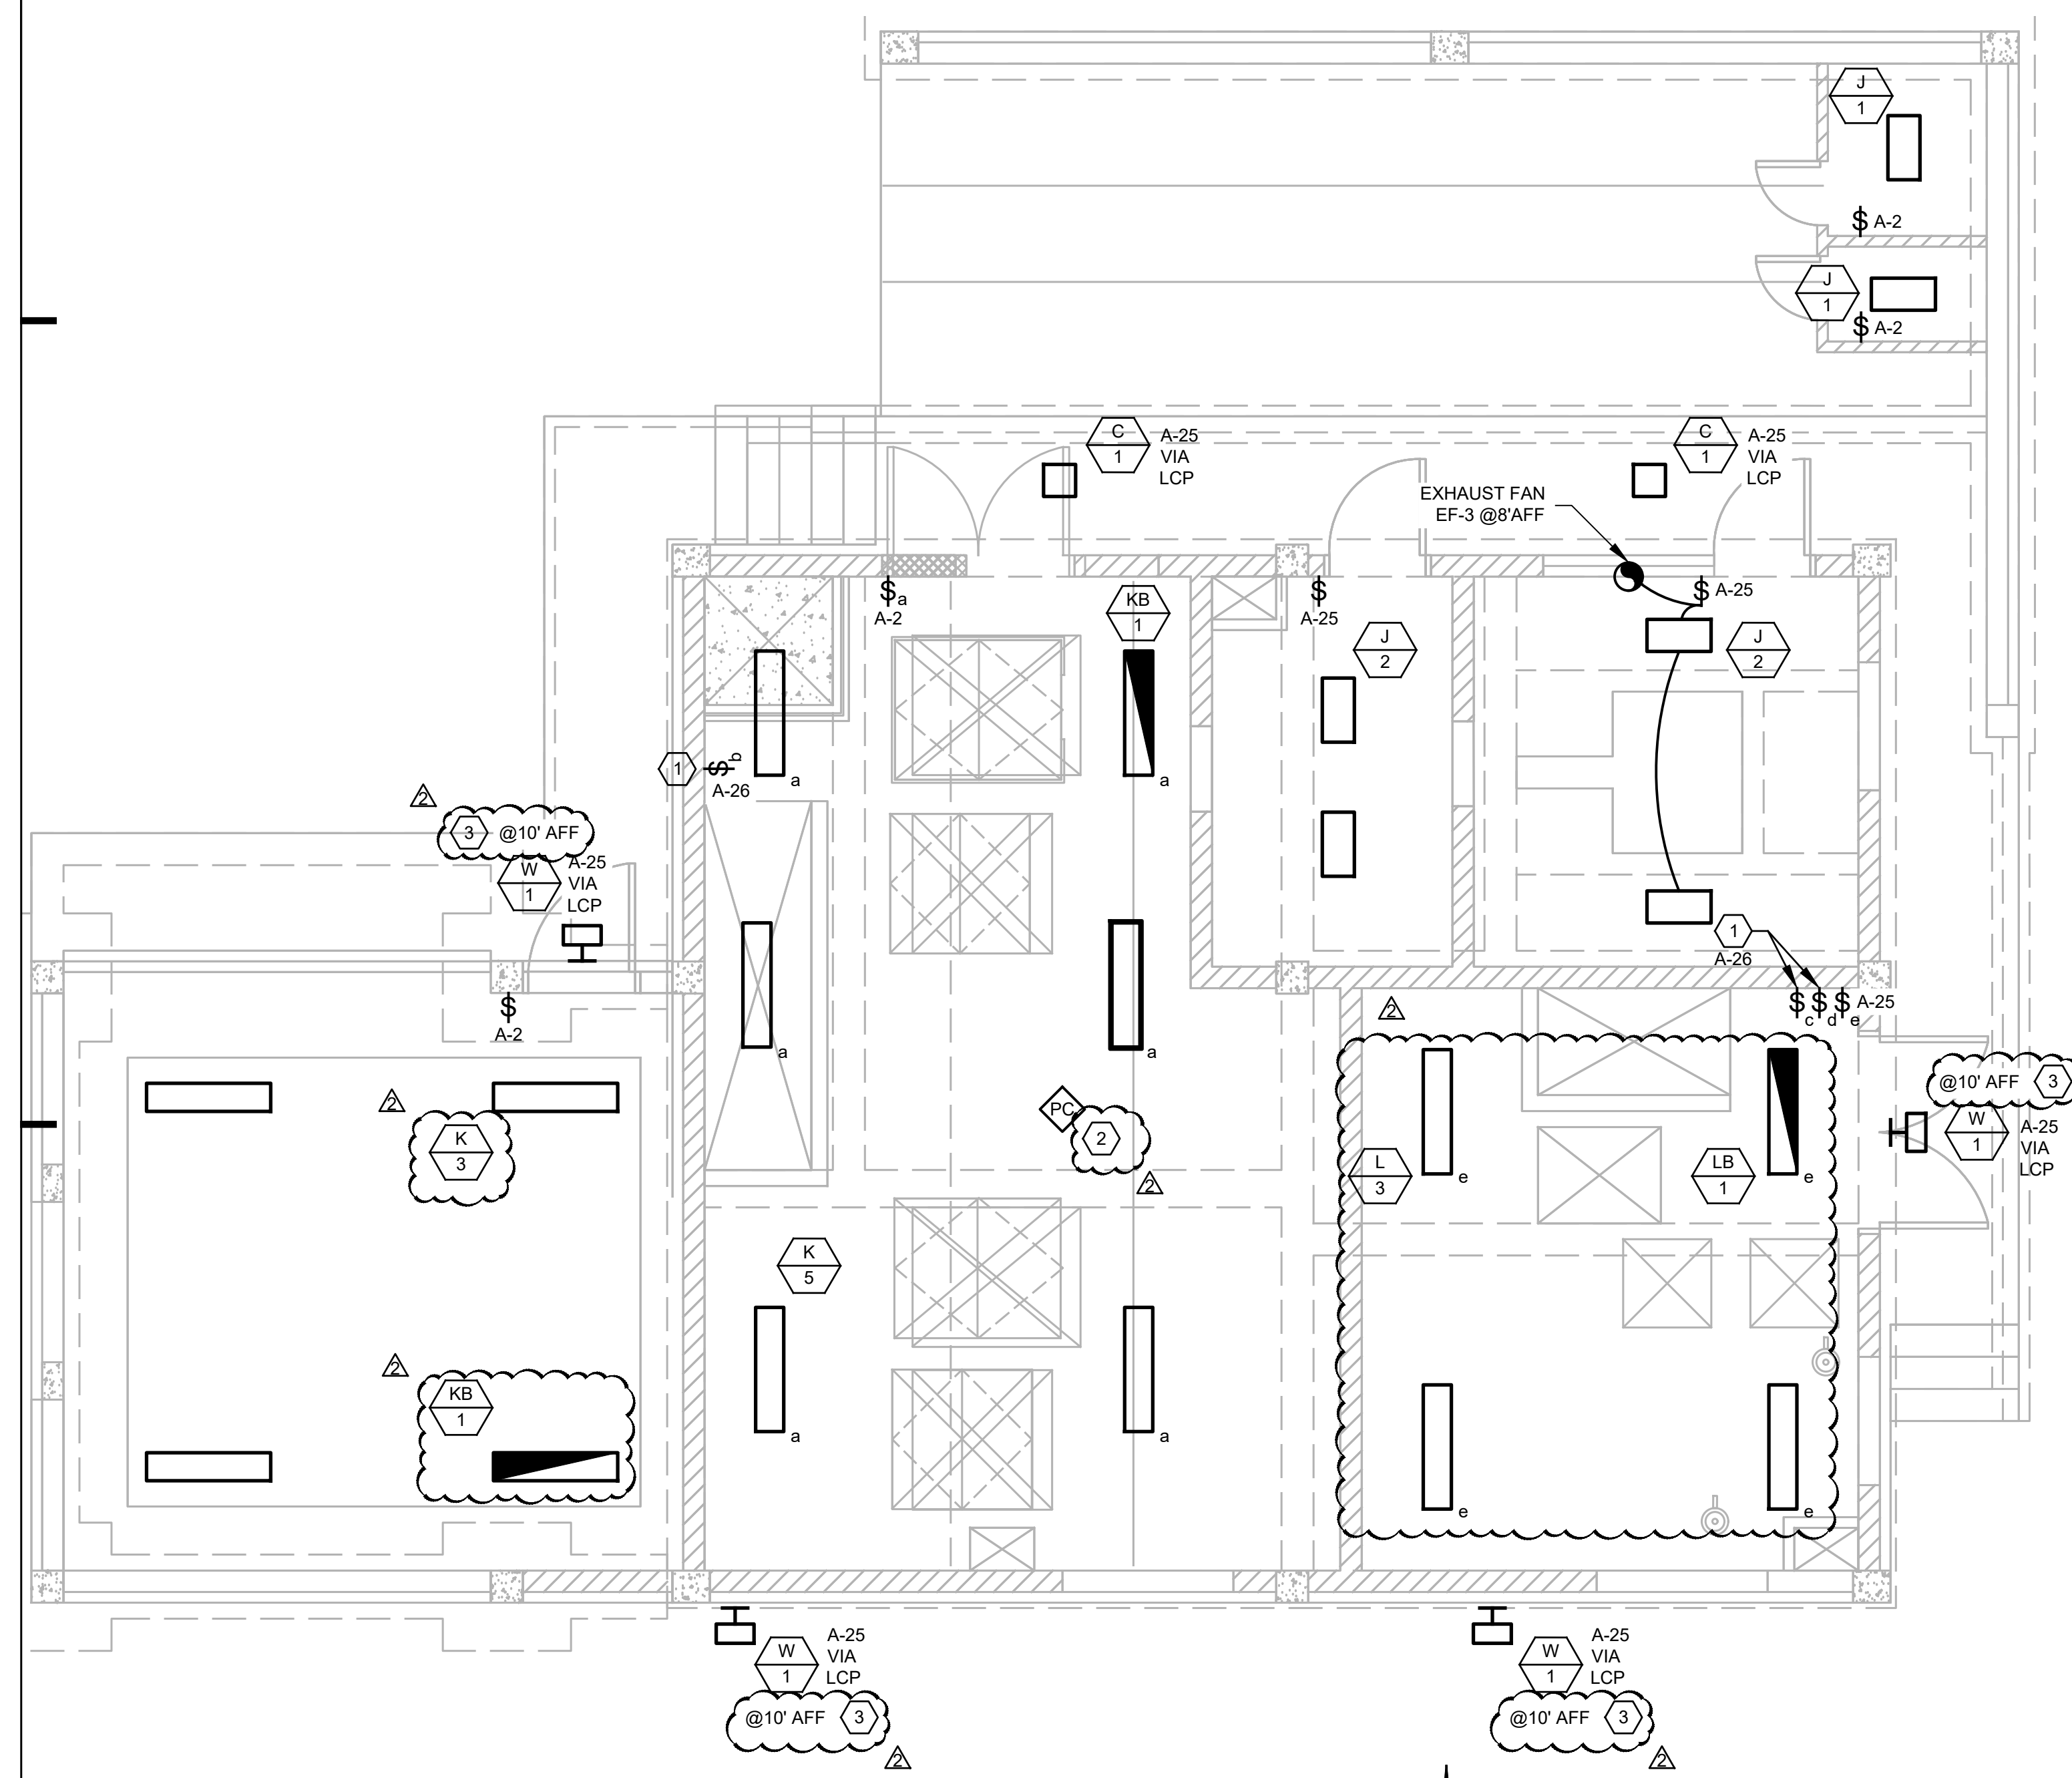 J
1
$ A-2
J
1
$ A-2
C
1
A-25
VIA
LCP
C
1
A-25
VIA
LCP
EXHAUST FAN
EF-3 @8'AFF
$a
A-2
KB
1
$
A-25
$ A-25
J
2
J
2
1
$b
A-26
a
a
2
3 @10' AFF
W
1
A-25
VIA
LCP
1
A-26
$c $d $e A-25
$
A-2
2
a
a
2
K
3
PC
2
2
@10' AFF 3
W
1
A-25
VIA
LCP
L
3
e
LB
1
e
K
5
2
KB
1
a
a
e
e
W
1
A-25
VIA
LCP
@10' AFF 3
2
W
1
A-25
VIA
LCP
@10' AFF 3
2